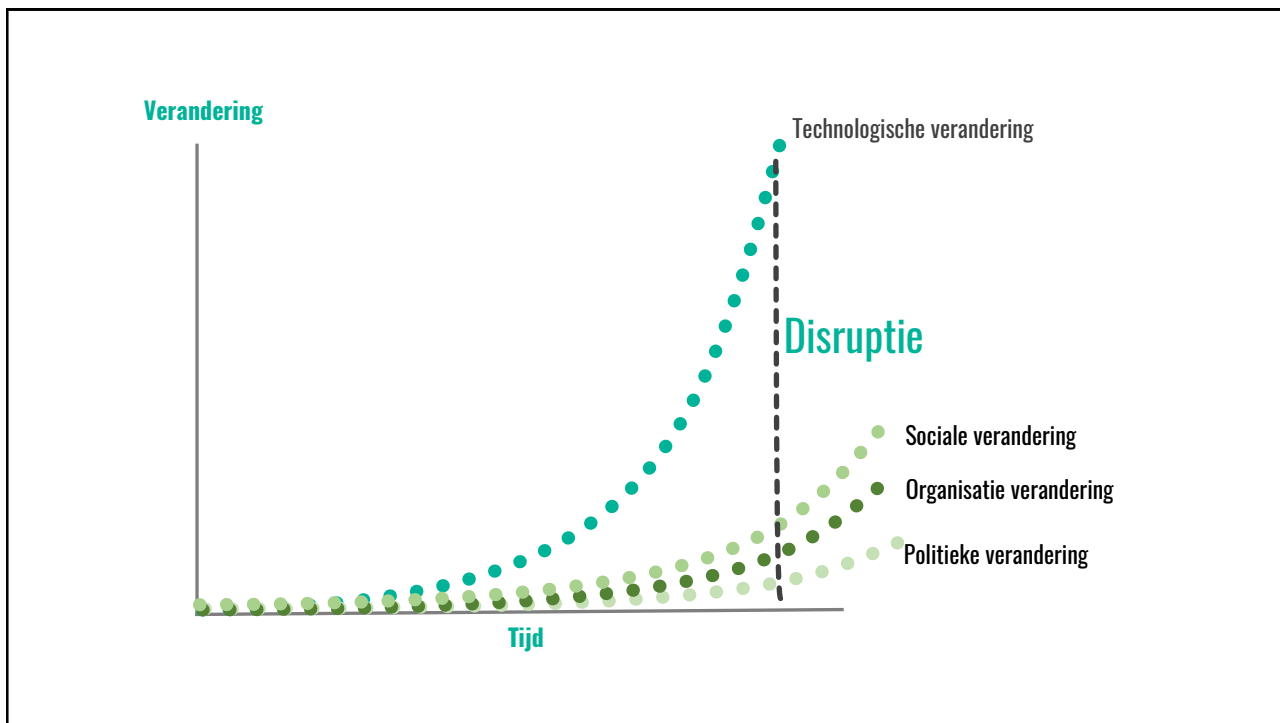 Verandering
Technologische verandering
Disruptie
Sociale verandering
Organisatie verandering
Politieke verandering
Tijd